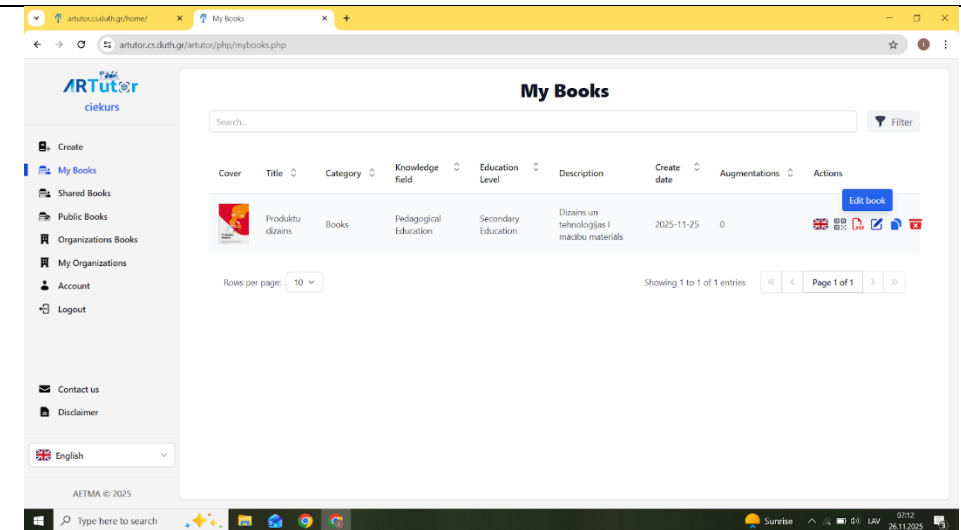 artutor.cs.duth.gr/home/
My Books
artutor.cs.duth.gr/artutor/php/mybooks.php
ARTutor
ciekurs
Create
My Books
Shared Books
Public Books
Organizations Books
My Organizations
Account
Logout
Contact us
Disclaimer
English
AETMA © 2025
My Books
Search...
Filter
Cover Title Category Knowledge field Education Level Description Create date Augmentations Actions
Edit book
Produktu dizains Books Pedagogical Education Secondary Education Dizains un tehnoloģijas I mācību materiāls 2025-11-25 0
Rows per page: 10
Showing 1 to 1 of 1 entries
Page 1 of 1
Type here to search
Sunrise
LAV
07:12
26.11.2025